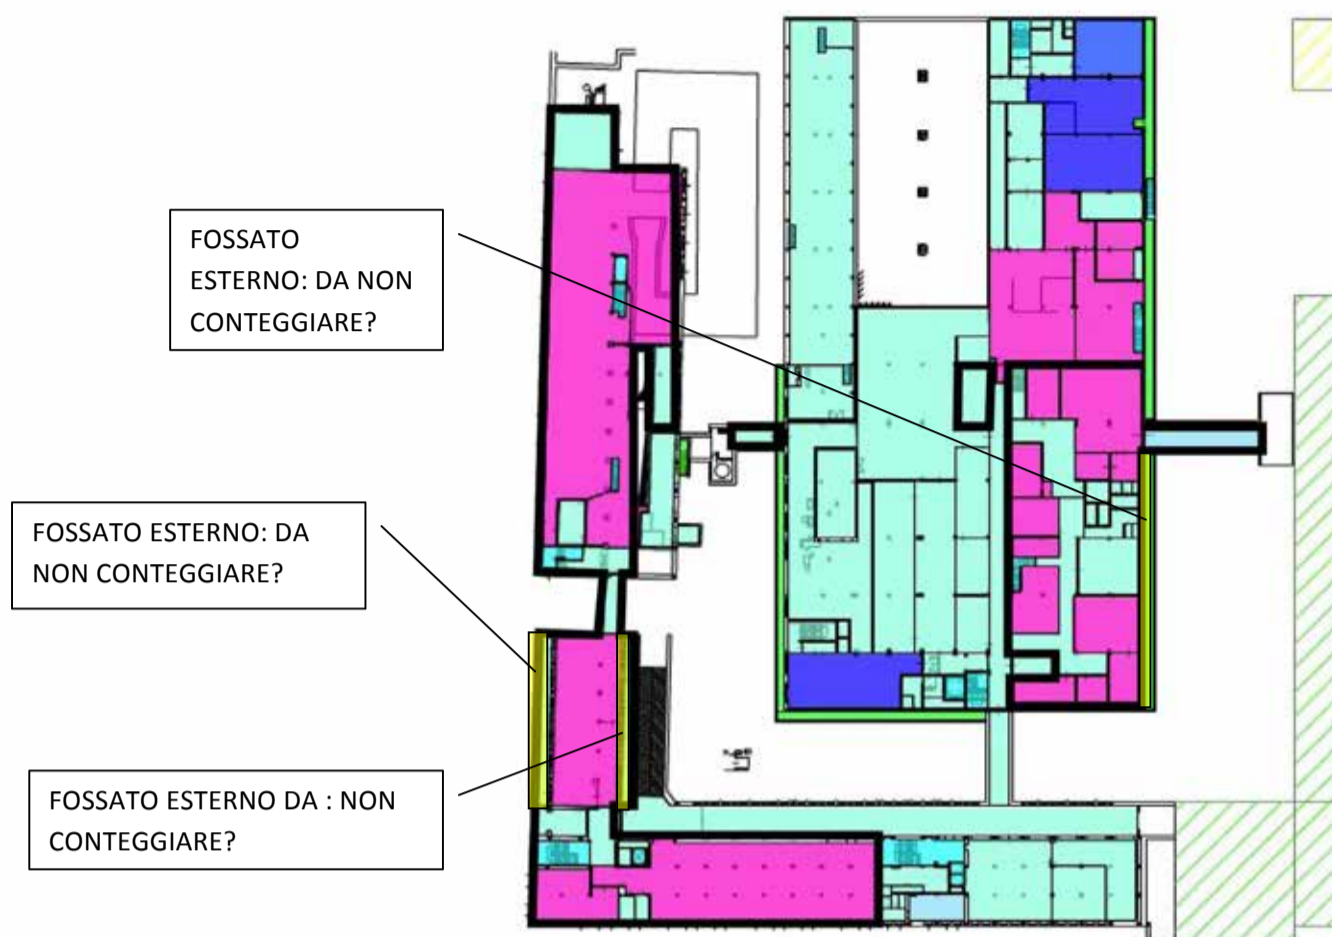 FOSSATO
ESTERNO: DA NON
CONTEGGIARE?
FOSSATO ESTERNO: DA
NON CONTEGGIARE?
FOSSATO ESTERNO DA : NON
CONTEGGIARE?